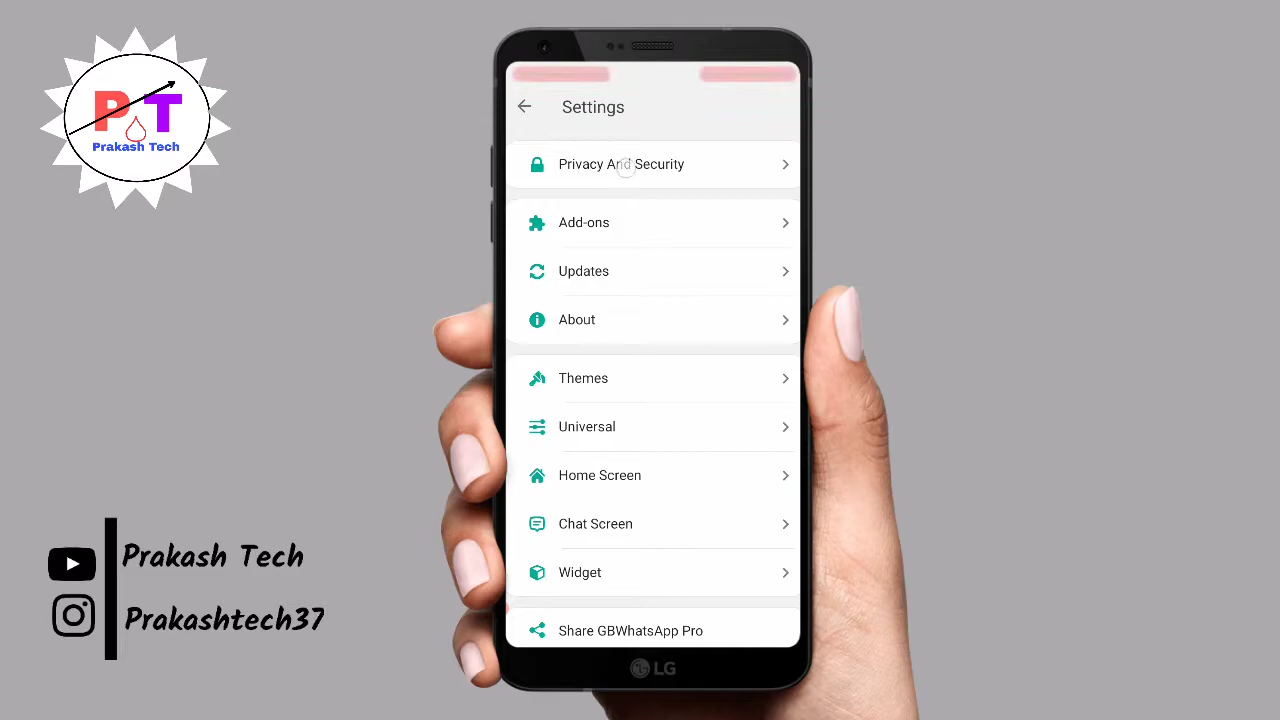 P T
Prakash Tech
Settings
Privacy And Security
Add-ons
Updates
About
Themes
Universal
Home Screen
Chat Screen
Widget
Share GBWhatsApp Pro
LG
Prakash Tech
Prakashtech37